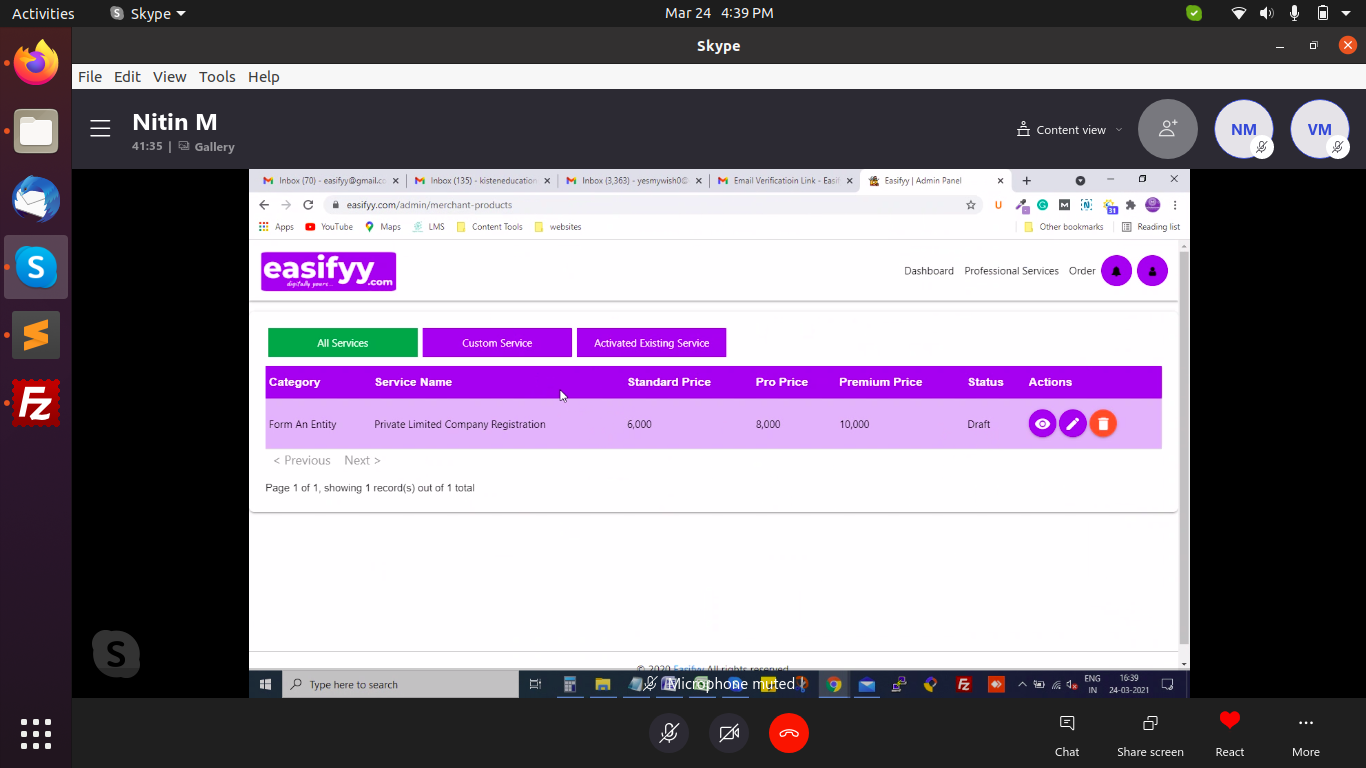 Activities Skype Mar 24 4:39 PM
Skype
File Edit View Tools Help
Nitin M
41:35 | Gallery
Content view
NM
VM
Inbox (70) - easifyy@gmail.co
Inbox (135) - kisteneducation
Inbox (3,363) - yesmywish0@
Email Verificatioin Link - Easif
Easifyy | Admin Panel
easifyy.com/admin/merchant-products
U
M
N
31
Apps YouTube Maps LMS Content Tools websites Other bookmarks Reading list
easifyy.com
digitally yours...
Dashboard Professional Services Order
All Services Custom Service Activated Existing Service
Category Service Name Standard Price Pro Price Premium Price Status Actions
Form An Entity Private Limited Company Registration 6,000 8,000 10,000 Draft
< Previous Next >
Page 1 of 1, showing 1 record(s) out of 1 total
© 2020 Easifyy All rights reserved
Type here to search
Microphone muted
ENG
IN
16:39
24-03-2021
Chat Share screen React More